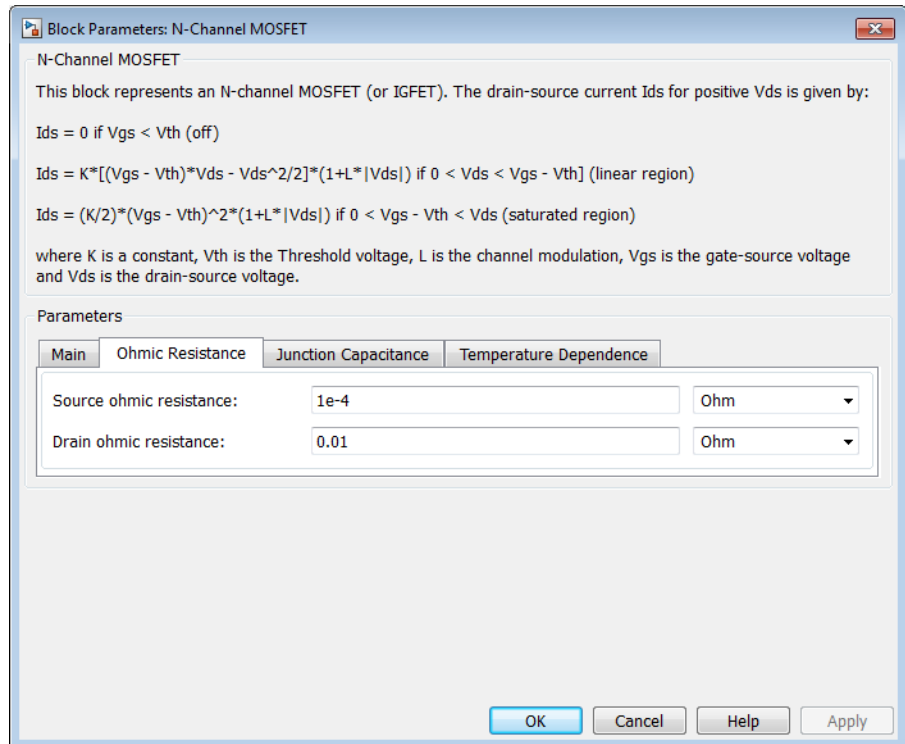 Block Parameters: N-Channel MOSFET
N-Channel MOSFET
This block represents an N-channel MOSFET (or IGFET). The drain-source current Ids for positive Vds is given by:
Ids = 0 if Vgs < Vth (off)
Ids = K*[(Vgs - Vth)*Vds - Vds^2/2]*(1+L*|Vds|) if 0 < Vds < Vgs - Vth] (linear region)
Ids = (K/2)*(Vgs - Vth)^2*(1+L*|Vds|) if 0 < Vgs - Vth < Vds (saturated region)
where K is a constant, Vth is the Threshold voltage, L is the channel modulation, Vgs is the gate-source voltage
and Vds is the drain-source voltage.
Parameters
Main Ohmic Resistance Junction Capacitance Temperature Dependence
Source ohmic resistance: 1e-4 Ohm
Drain ohmic resistance: 0.01 Ohm
OK Cancel Help Apply